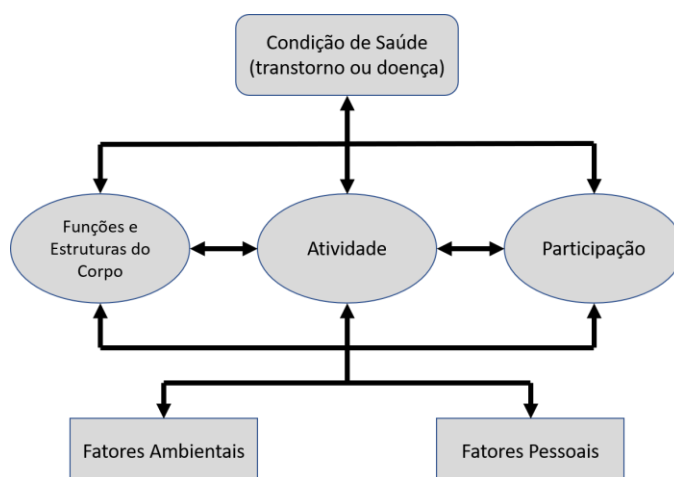 Condição de Saúde
(transtorno ou doença)
Funções e
Estruturas do
Corpo
Atividade
Participação
Fatores Ambientais
Fatores Pessoais